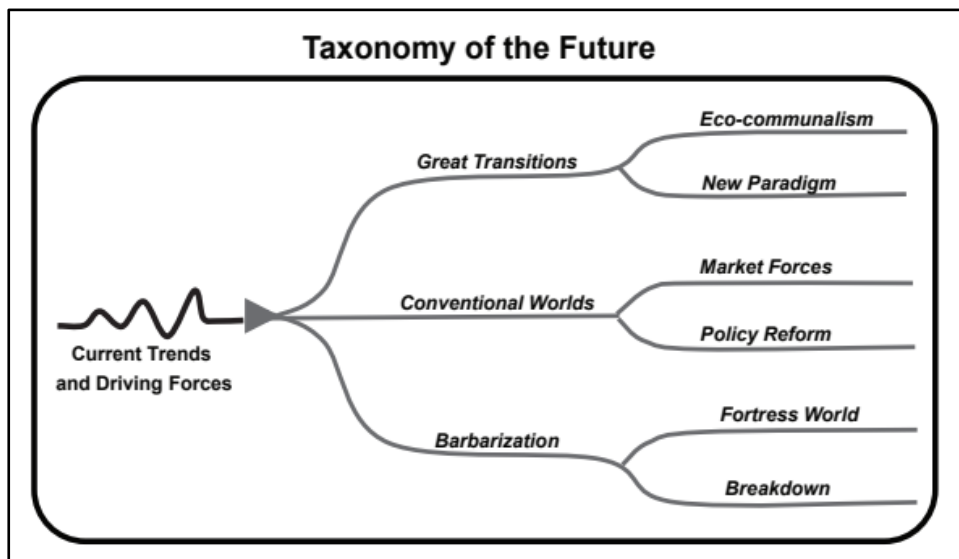 Taxonomy of the Future
Eco-communalism
Great Transitions
New Paradigm
Market Forces
Conventional Worlds
Policy Reform
Current Trends
and Driving Forces
Fortress World
Barbarization
Breakdown